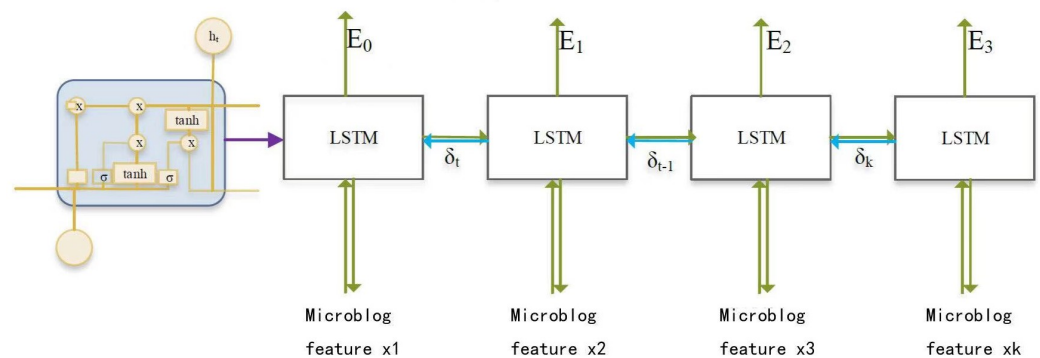 hₜ
x
x
tanh
x
x
σ
tanh
σ
E₀
E₁
E₂
E₃
LSTM
LSTM
LSTM
LSTM
δₜ
δₜ₋₁
δₖ
Microblog
feature x1
Microblog
feature x2
Microblog
feature x3
Microblog
feature xk